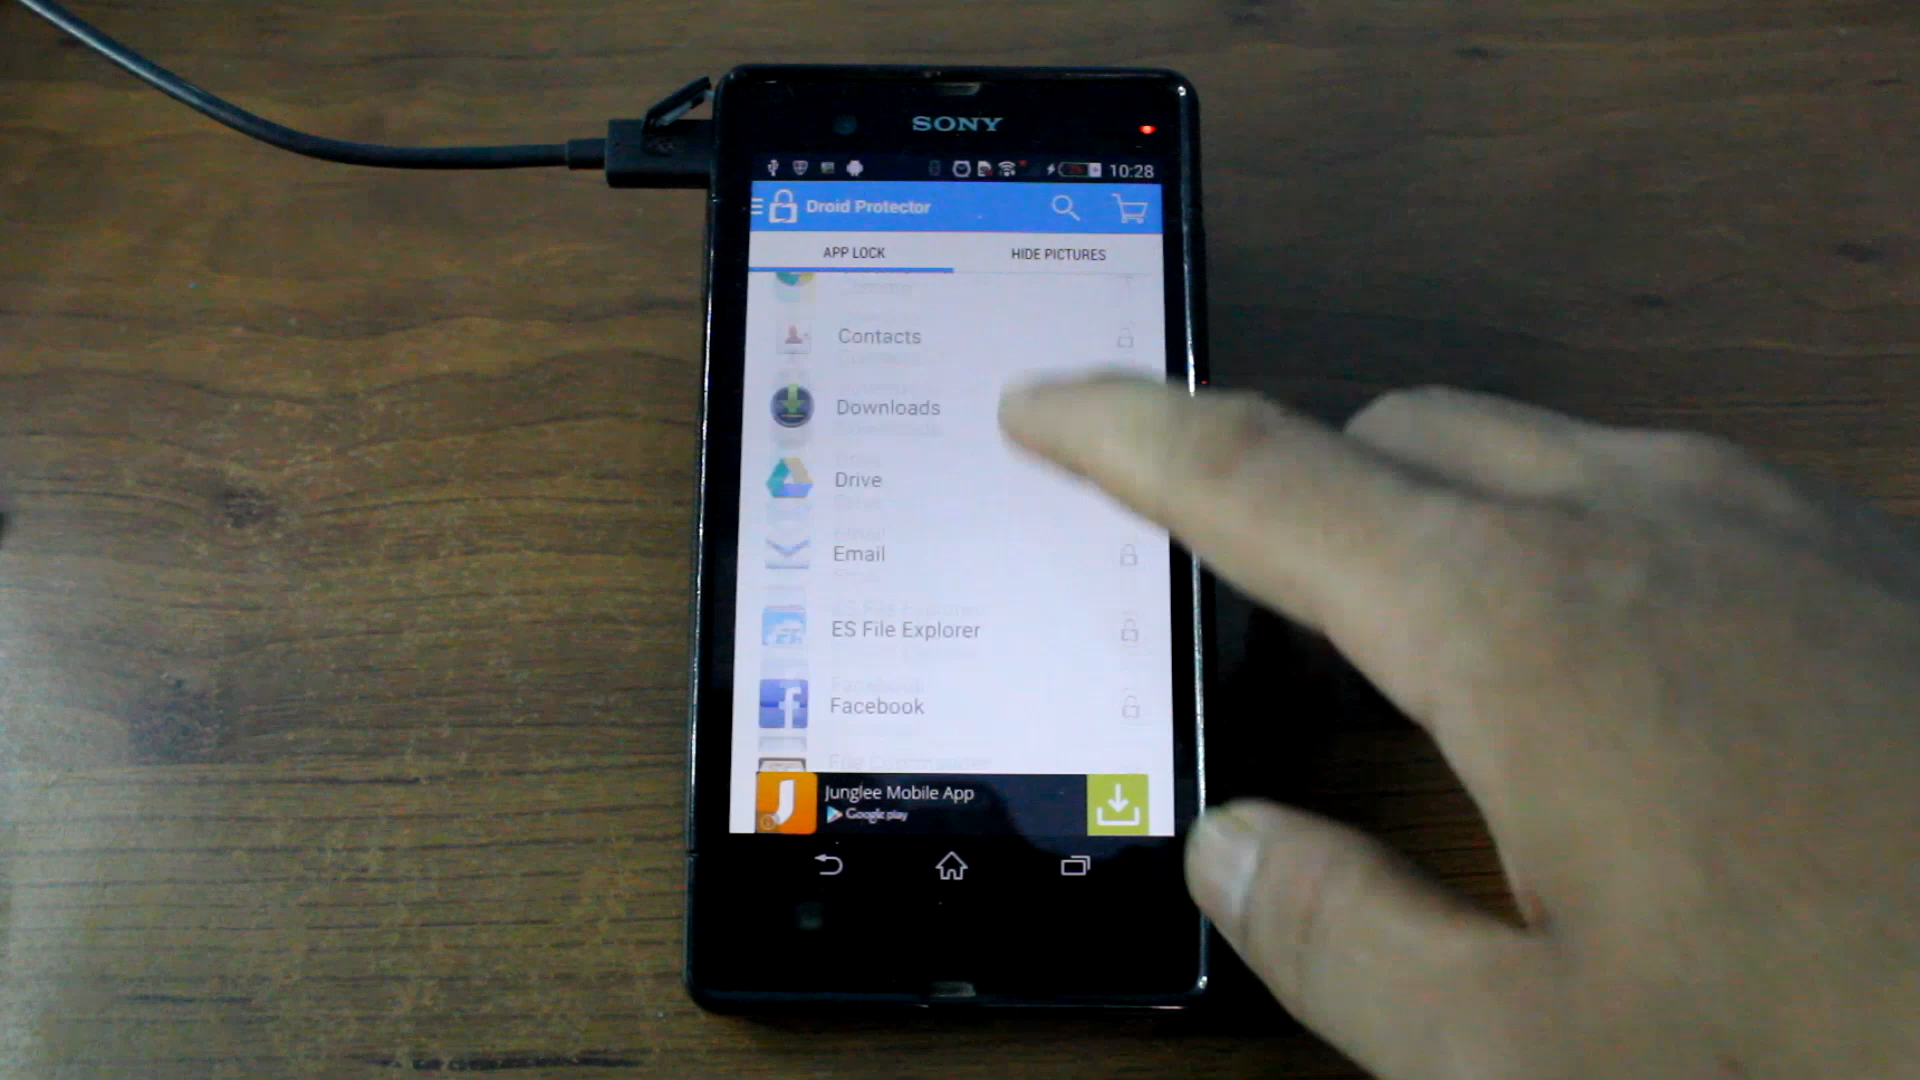 SONY
10:28
Droid Protector
APP LOCK
HIDE PICTURES
Contacts
Downloads
Drive
Email
ES File Explorer
Facebook
Junglee Mobile App
Google play